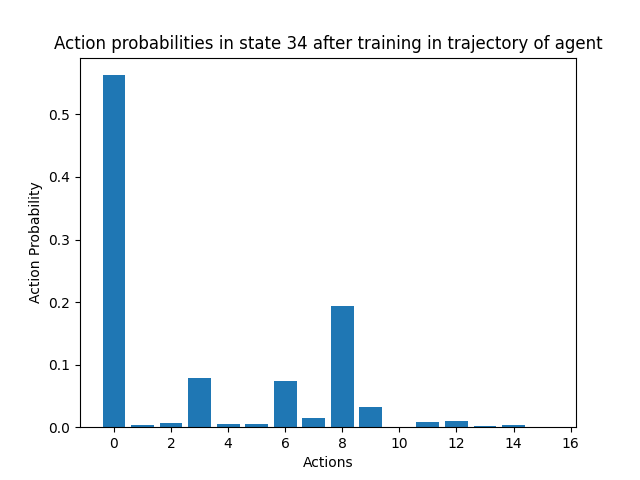 Action probabilities in state 34 after training in trajectory of agent
Action Probability
0.5
0.4
0.3
0.2
0.1
0.0
0 2 4 6 8 10 12 14 16
Actions